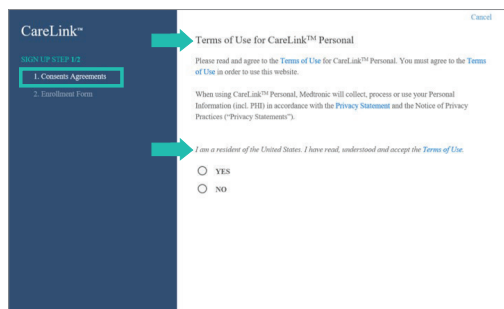 Cancel
CareLink™
SIGN UP STEP 1/2
1. Consents Agreements
2. Enrollment Form
Terms of Use for CareLink™ Personal
Please read and agree to the Terms of Use for CareLink™ Personal. You must agree to the Terms
of Use in order to use this website.
When using CareLink™ Personal, Medtronic will collect, process or use your Personal
Information (incl. PHI) in accordance with the Privacy Statement and the Notice of Privacy
Practices ("Privacy Statements").
I am a resident of the United States. I have read, understood and accept the Terms of Use.
YES
NO